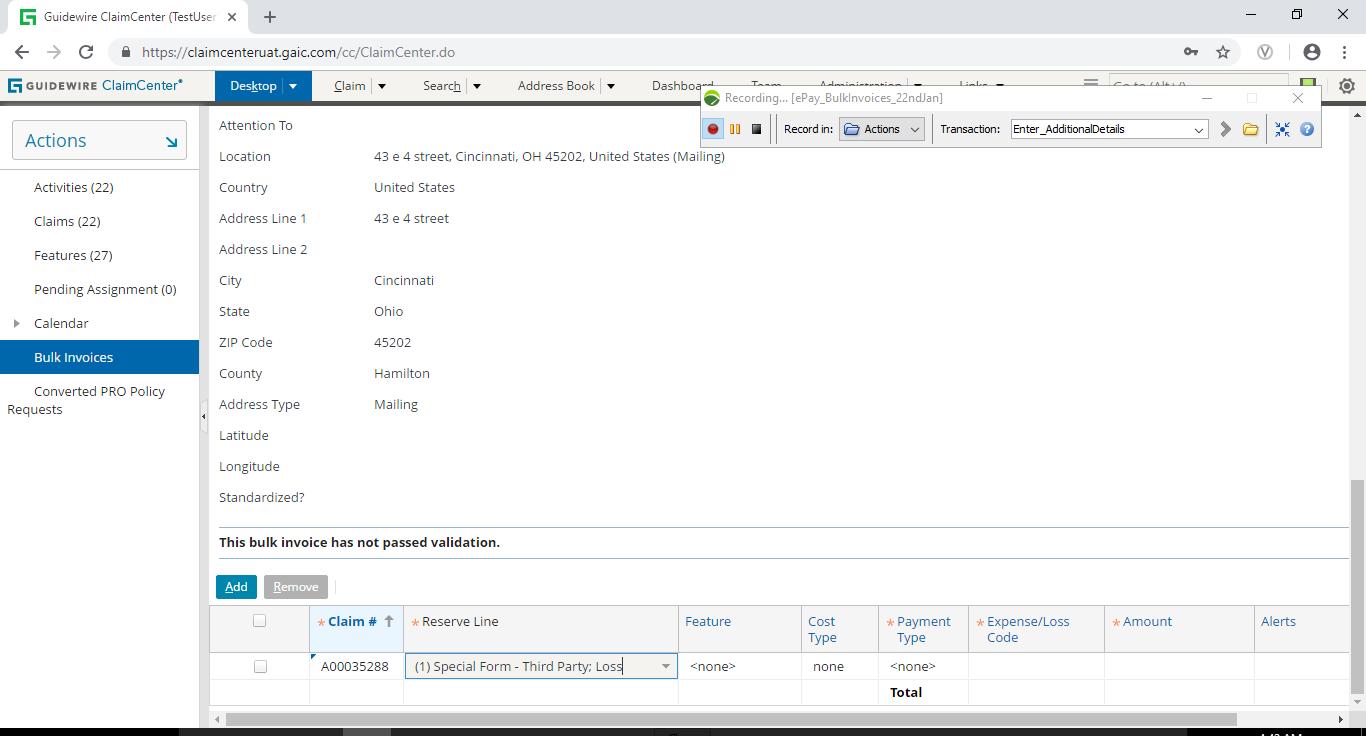 Guidewire ClaimCenter (TestUser
https://claimcenteruat.gaic.com/cc/ClaimCenter.do
GUIDEWIRE ClaimCenter
Desktop
Claim
Search
Address Book
Dashboard
Team
Administration
Links
Go to (Alt+/)
Recording... [ePay_BulkInvoices_22ndJan]
Record in: Actions Transaction: Enter_AdditionalDetails
Actions
Activities (22)
Claims (22)
Features (27)
Pending Assignment (0)
Calendar
Bulk Invoices
Converted PRO Policy
Requests
Attention To
Location 43 e 4 street, Cincinnati, OH 45202, United States (Mailing)
Country United States
Address Line 1 43 e 4 street
Address Line 2
City Cincinnati
State Ohio
ZIP Code 45202
County Hamilton
Address Type Mailing
Latitude
Longitude
Standardized?
This bulk invoice has not passed validation.
Add Remove
* Claim # * Reserve Line Feature Cost Type * Payment Type * Expense/Loss Code * Amount Alerts
A00035288 (1) Special Form - Third Party; Loss <none> none <none>
Total